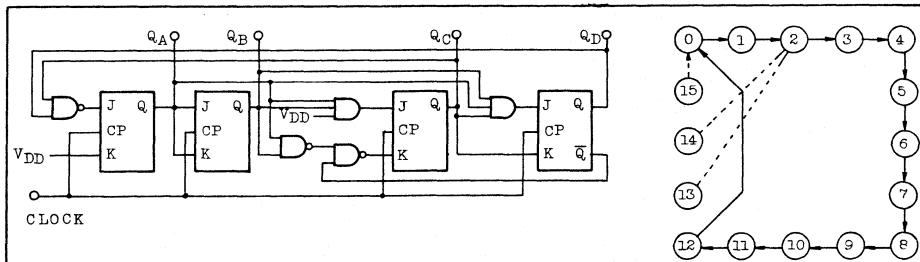 QA QB QC QD
J Q J Q J Q J Q
VDD
CP CP CP CP
VDD K K K K Q̅
CLOCK
0 1 2 3 4
15 5
14 6
13 7
12 11 10 9 8